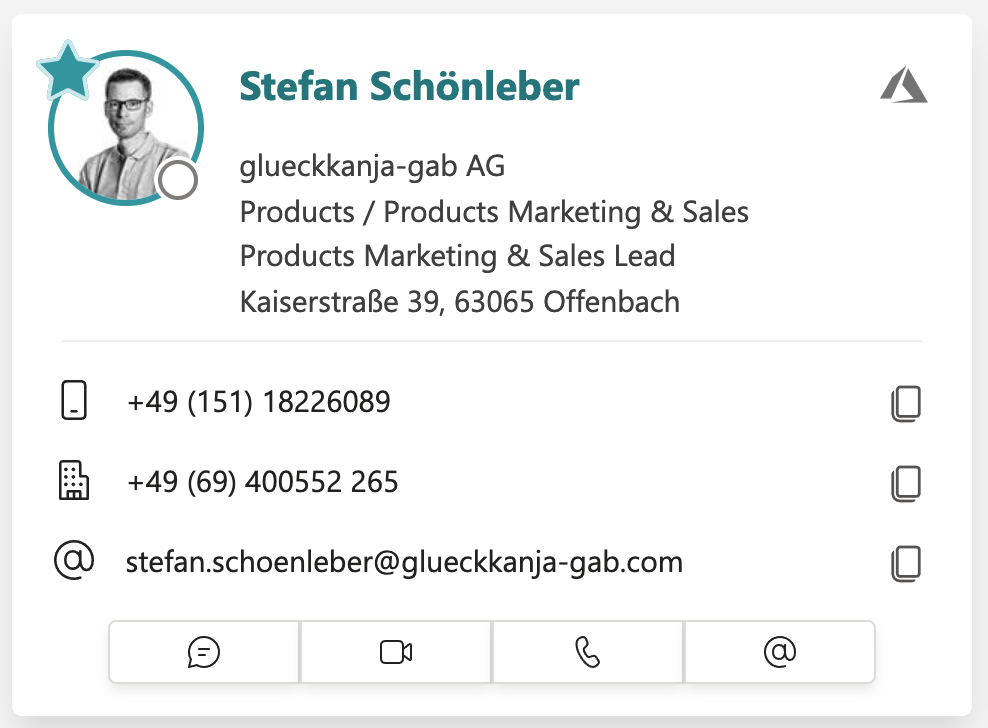 Stefan Schönleber
glueckkanja-gab AG
Products / Products Marketing & Sales
Products Marketing & Sales Lead
Kaiserstraße 39, 63065 Offenbach
+49 (151) 18226089
+49 (69) 400552 265
stefan.schoenleber@glueckkanja-gab.com